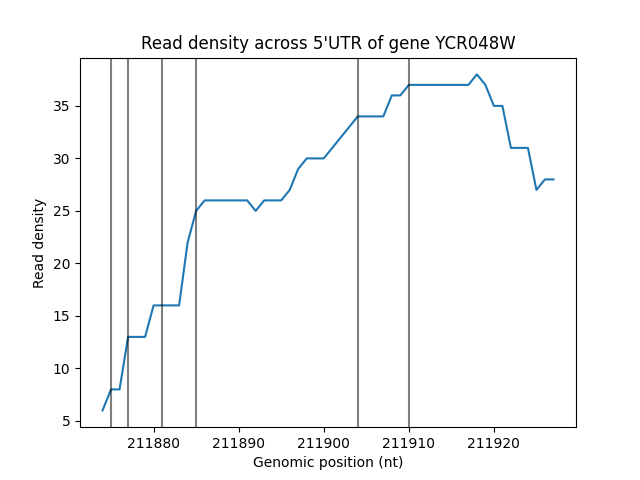 Read density across 5'UTR of gene YCR048W
Read density
35
30
25
20
15
10
5
211880 211890 211900 211910 211920
Genomic position (nt)